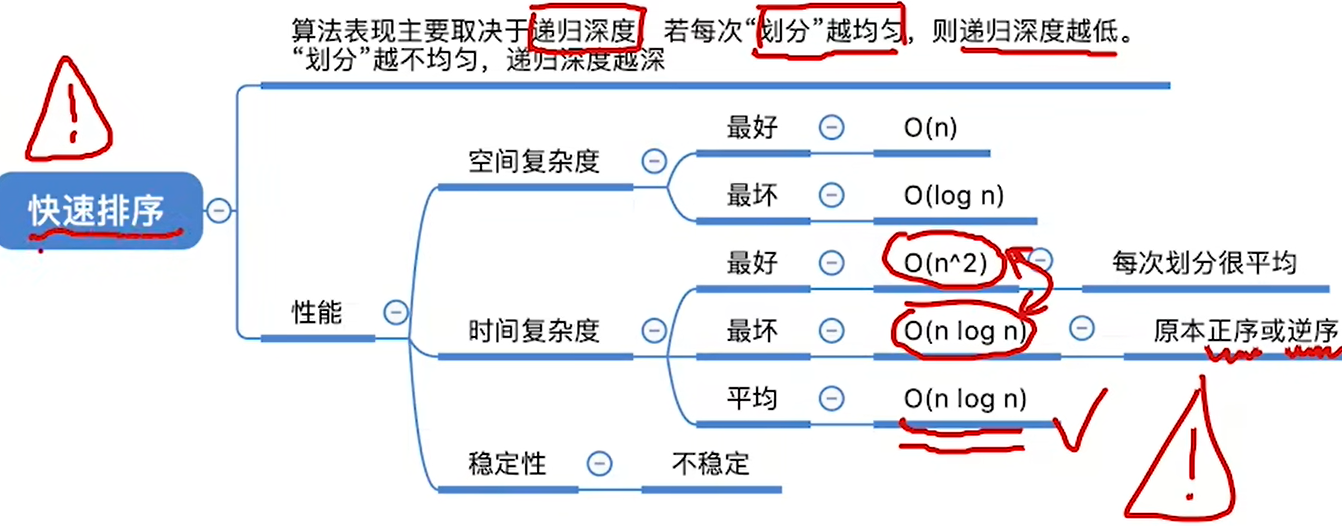 算法表现主要取决于递归深度，若每次“划分”越均匀，则递归深度越低。
“划分”越不均匀，递归深度越深
快速排序
性能
空间复杂度
最好
O(n)
最坏
O(log n)
时间复杂度
最好
O(n^2)
每次划分很平均
最坏
O(n log n)
原本正序或逆序
平均
O(n log n)
稳定性
不稳定